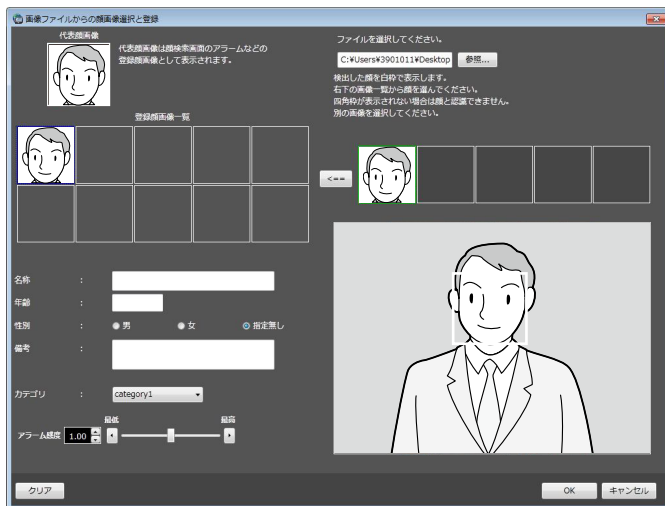 画像ファイルからの顔画像選択と登録
代表顔画像
代表顔画像は顔検索画面のアラームなどの
登録顔画像として表示されます。
登録顔画像一覧
ファイルを選択してください。
C:¥Users¥3901011¥Desktop
参照...
検出した顔を白枠で表示します。
右下の画像一覧から顔を選んでください。
四角枠が表示されない場合は顔と認識できません。
別の画像を選択してください。
<==
名称 :
年齢 :
性別 : 男 女 指定無し
備考 :
カテゴリ : category1
最低 最高
アラーム感度 1.00
クリア
OK キャンセル